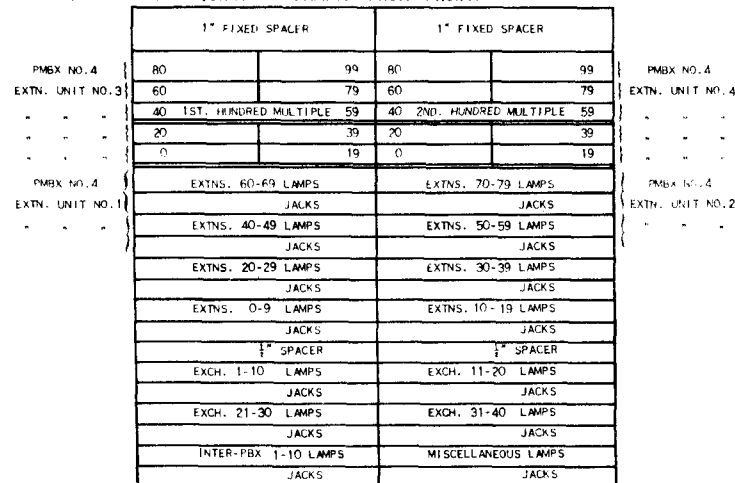 1" FIXED SPACER 1" FIXED SPACER
PMBX NO.4 80 99 80 99 PMBX NO.4
EXTN. UNIT NO.3 60 79 60 79 EXTN. UNIT NO.4
" " " 40 1ST. HUNDRED MULTIPLE 59 40 2ND. HUNDRED MULTIPLE 59 " " "
" " " 20 39 20 39 " " "
" " " 0 19 0 19 " " "
PMBX NO.4 EXTNS. 60-69 LAMPS EXTNS. 70-79 LAMPS PMBX NO.4
EXTN. UNIT NO.1 JACKS JACKS EXTN. UNIT NO.2
" " " EXTNS. 40-49 LAMPS EXTNS. 50-59 LAMPS " " "
JACKS JACKS
EXTNS. 20-29 LAMPS EXTNS. 30-39 LAMPS
JACKS JACKS
EXTNS. 0-9 LAMPS EXTNS. 10-19 LAMPS
JACKS JACKS
SPACER SPACER
EXCH. 1-10 LAMPS EXCH. 11-20 LAMPS
JACKS JACKS
EXCH. 21-30 LAMPS EXCH. 31-40 LAMPS
JACKS JACKS
INTER-PBX 1-10 LAMPS MISCELLANEOUS LAMPS
JACKS JACKS